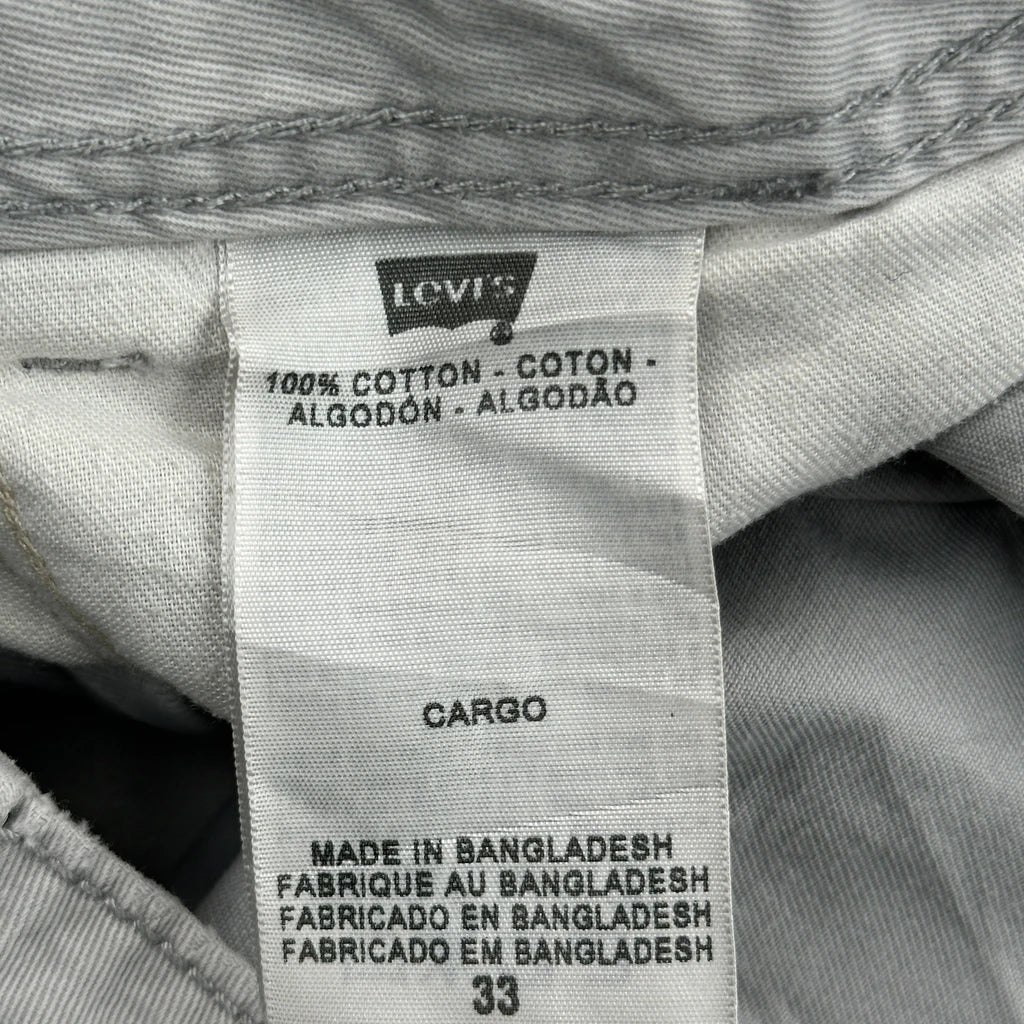 LEVI'S
100% COTTON - COTON -
ALGODÓN - ALGODÃO
CARGO
MADE IN BANGLADESH
FABRIQUE AU BANGLADESH
FABRICADO EN BANGLADESH
FABRICADO EM BANGLADESH
33